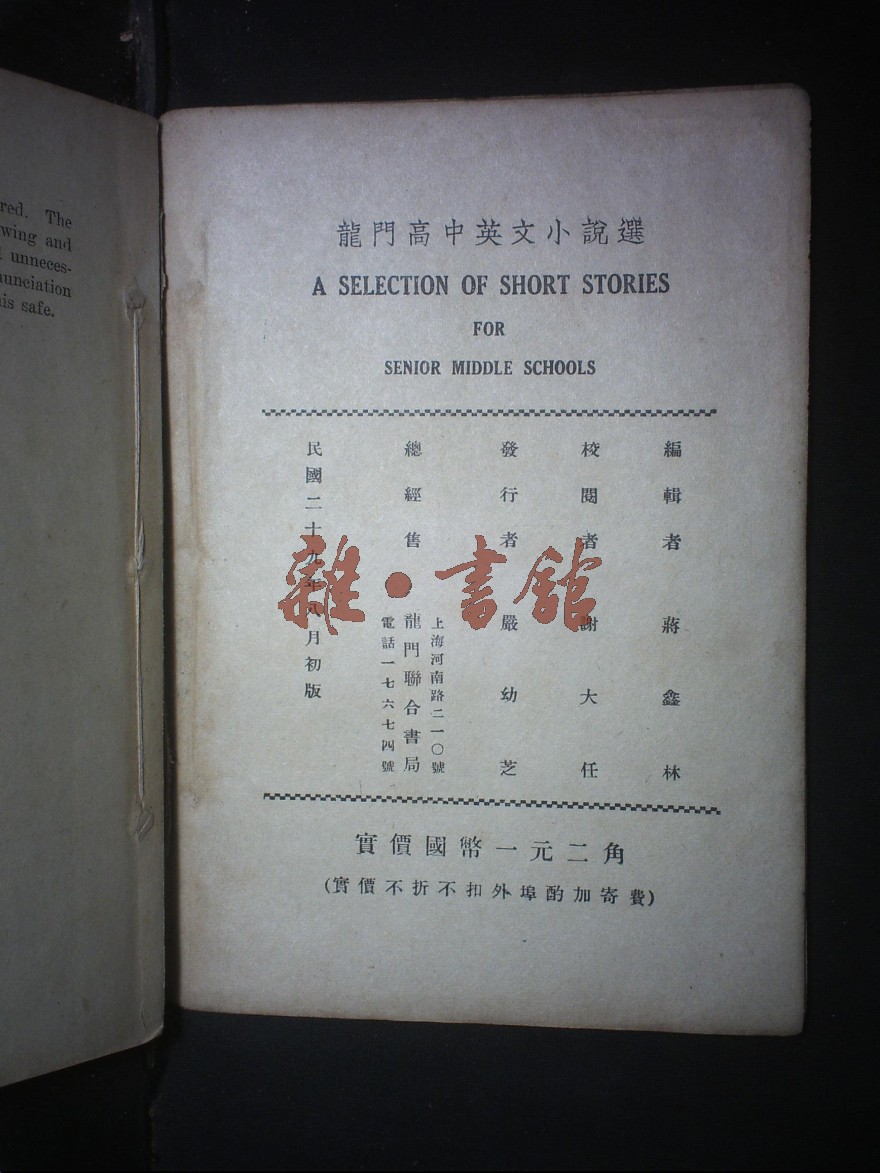 red. The
wing and
unneces-
nunciation
is safe.
龍門高中英文小說選
A SELECTION OF SHORT STORIES
FOR
SENIOR MIDDLE SCHOOLS
編輯者 蔣鑫林
校閱者 謝大任
發行者 嚴幼芝
總經售
上海河南路二一〇號
龍門聯合書局
電話一七六七四號
民國二十九年八月初版
實價國幣一元二角
(實價不折不扣外埠酌加寄費)
雜·書館